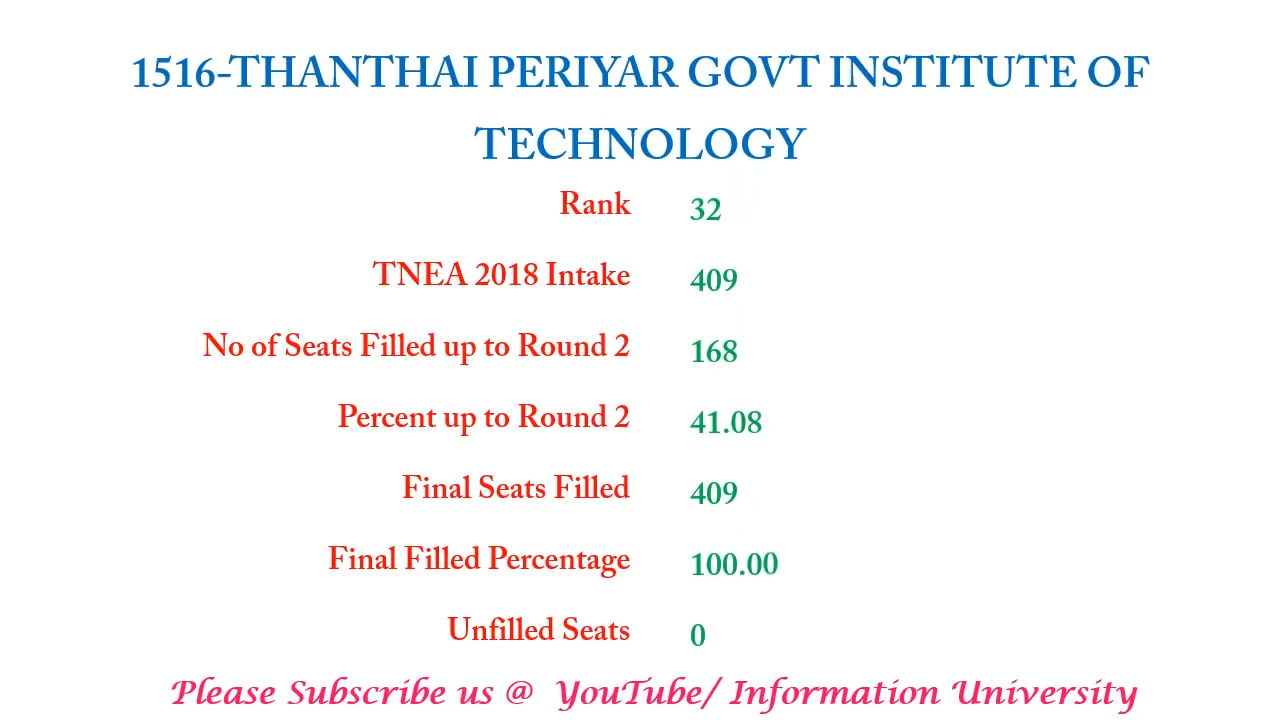 1516-THANTHAI PERIYAR GOVT INSTITUTE OF
TECHNOLOGY
Rank 32
TNEA 2018 Intake 409
No of Seats Filled up to Round 2 168
Percent up to Round 2 41.08
Final Seats Filled 409
Final Filled Percentage 100.00
Unfilled Seats 0
Please Subscribe us @ YouTube/ Information University